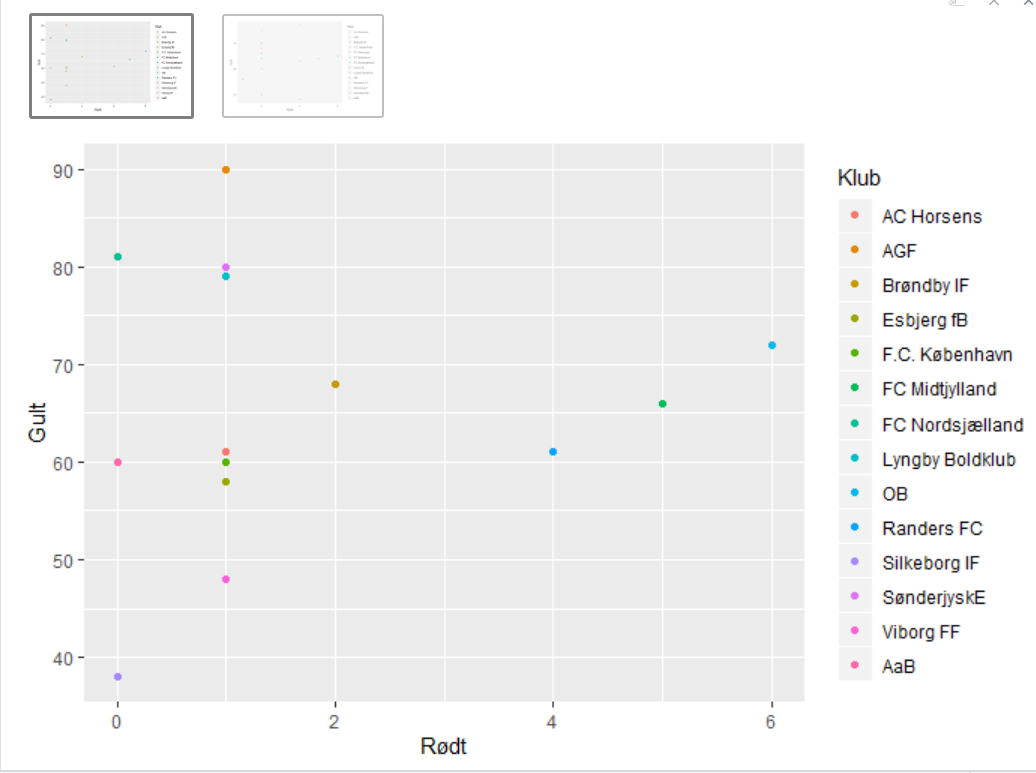 90
80
70
60
50
40
Gult
0
2
4
6
Rødt
Klub
AC Horsens
AGF
Brøndby IF
Esbjerg fB
F.C. København
FC Midtjylland
FC Nordsjælland
Lyngby Boldklub
OB
Randers FC
Silkeborg IF
SønderjyskE
Viborg FF
AaB